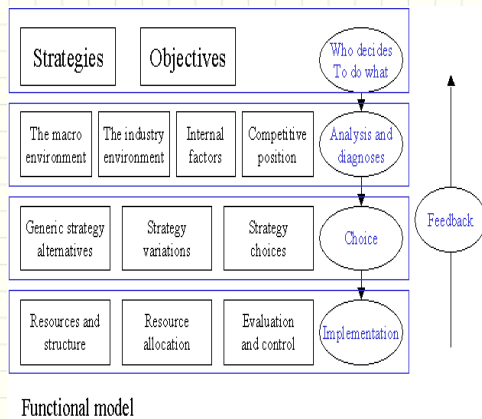 Strategies
Objectives
Who decides
To do what
The macro
environment
The industry
environment
Internal
factors
Competitive
position
Analysis and
diagnoses
Generic strategy
alternatives
Strategy
variations
Strategy
choices
Choice
Feedback
Resources and
structure
Resource
allocation
Evaluation
and control
Implementation
Functional model